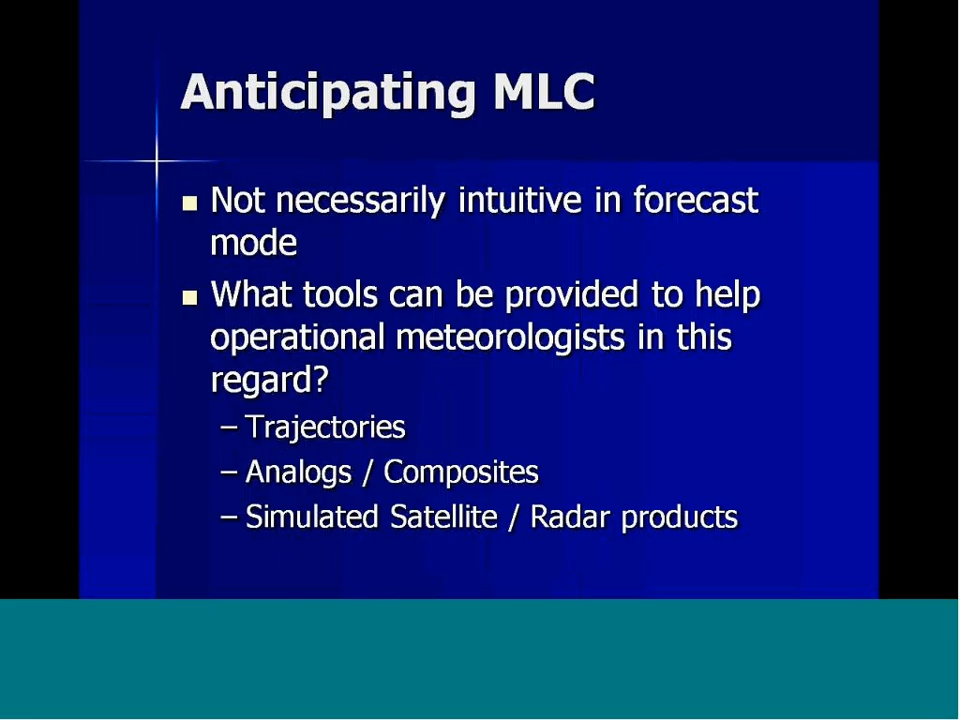 Anticipating MLC
Not necessarily intuitive in forecast
mode
What tools can be provided to help
operational meteorologists in this
regard?
– Trajectories
– Analogs / Composites
– Simulated Satellite / Radar products